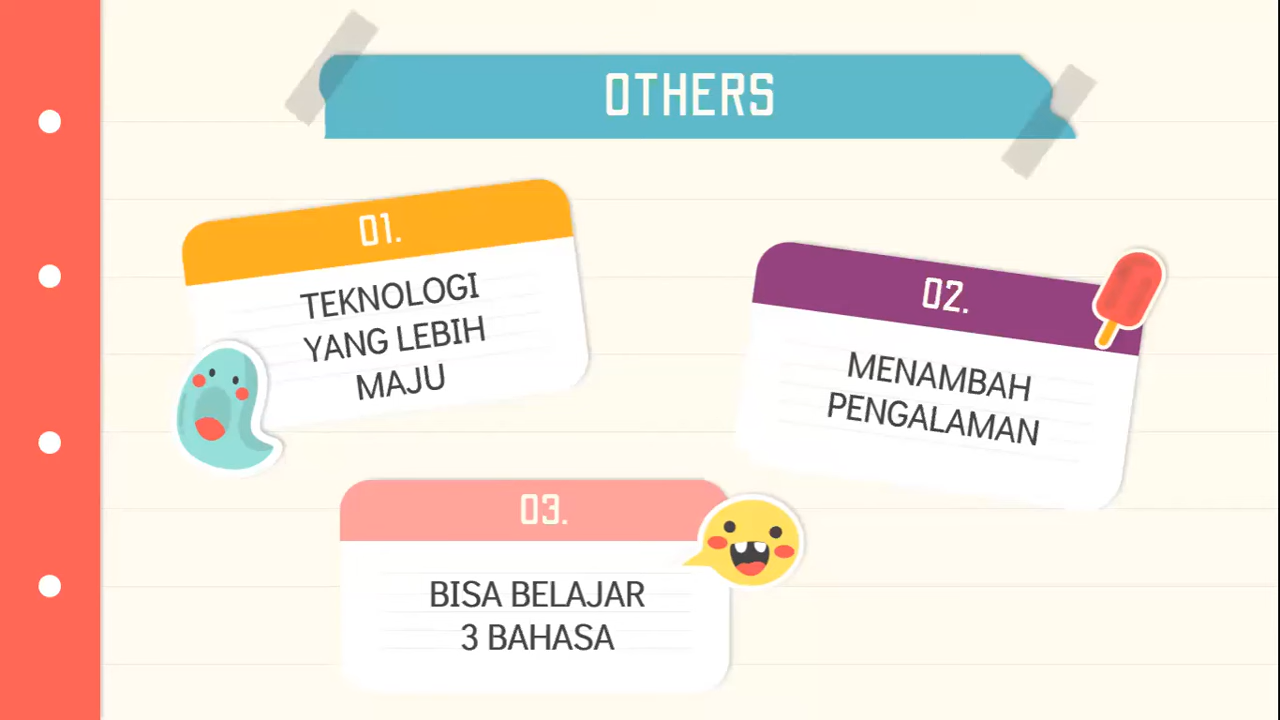 OTHERS
01.
TEKNOLOGI
YANG LEBIH
MAJU
02.
MENAMBAH
PENGALAMAN
03.
BISA BELAJAR
3 BAHASA